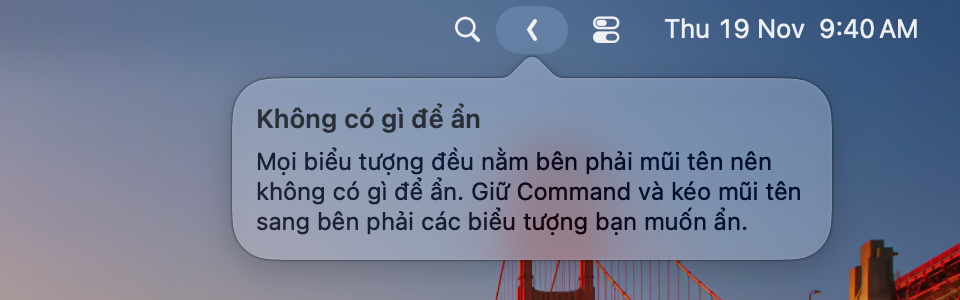 Thu 19 Nov 9:40 AM
Không có gì để ẩn
Mọi biểu tượng đều nằm bên phải mũi tên nên
không có gì để ẩn. Giữ Command và kéo mũi tên
sang bên phải các biểu tượng bạn muốn ẩn.